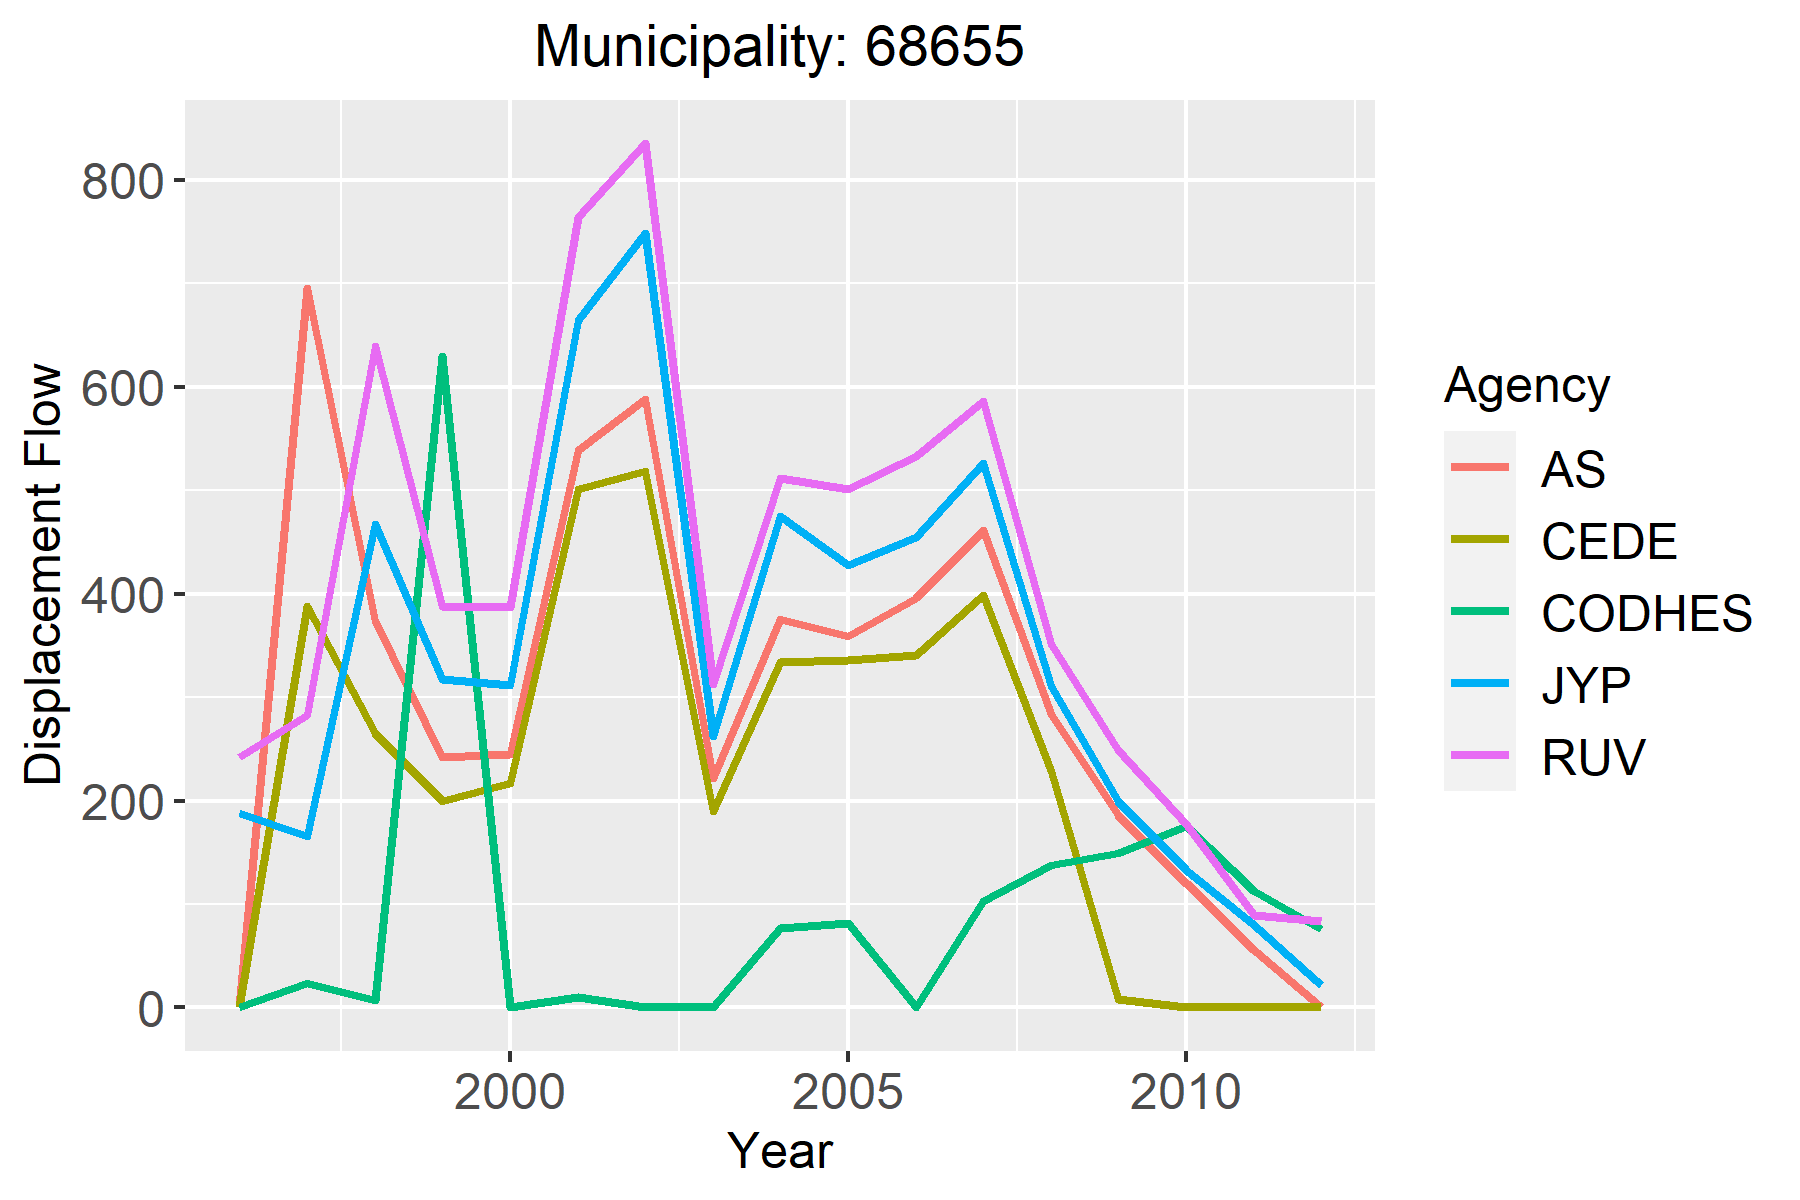 Municipality: 68655
Displacement Flow
800
600
400
200
0
2000 2005 2010
Year
Agency
AS
CEDE
CODHES
JYP
RUV